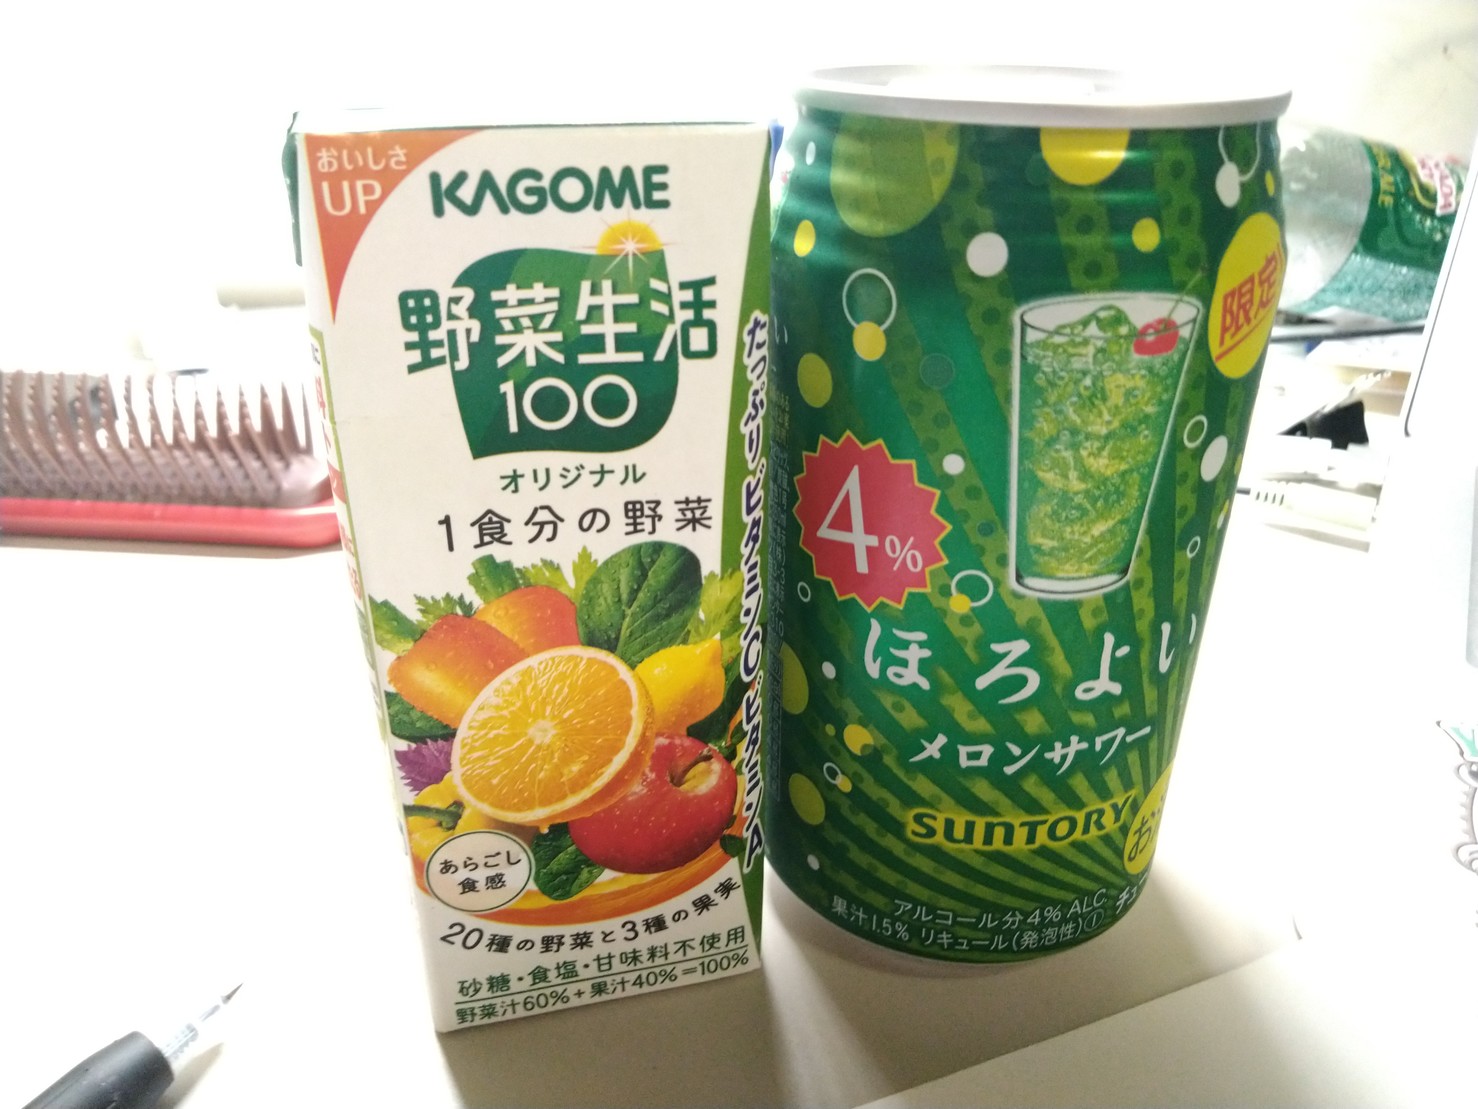 おいしさ
UP
KAGOME
野菜生活
100
オリジナル
1食分の野菜
たっぷりビタミンCビタミンA
あらごし
食感
20種の野菜と3種の果実
砂糖・食塩・甘味料不使用
野菜汁60%+果汁40%=100%
限定
4%
ほろよい
メロンサワー
SUNTORY
アルコール分4% ALC.
果汁1.5% リキュール(発泡性)①